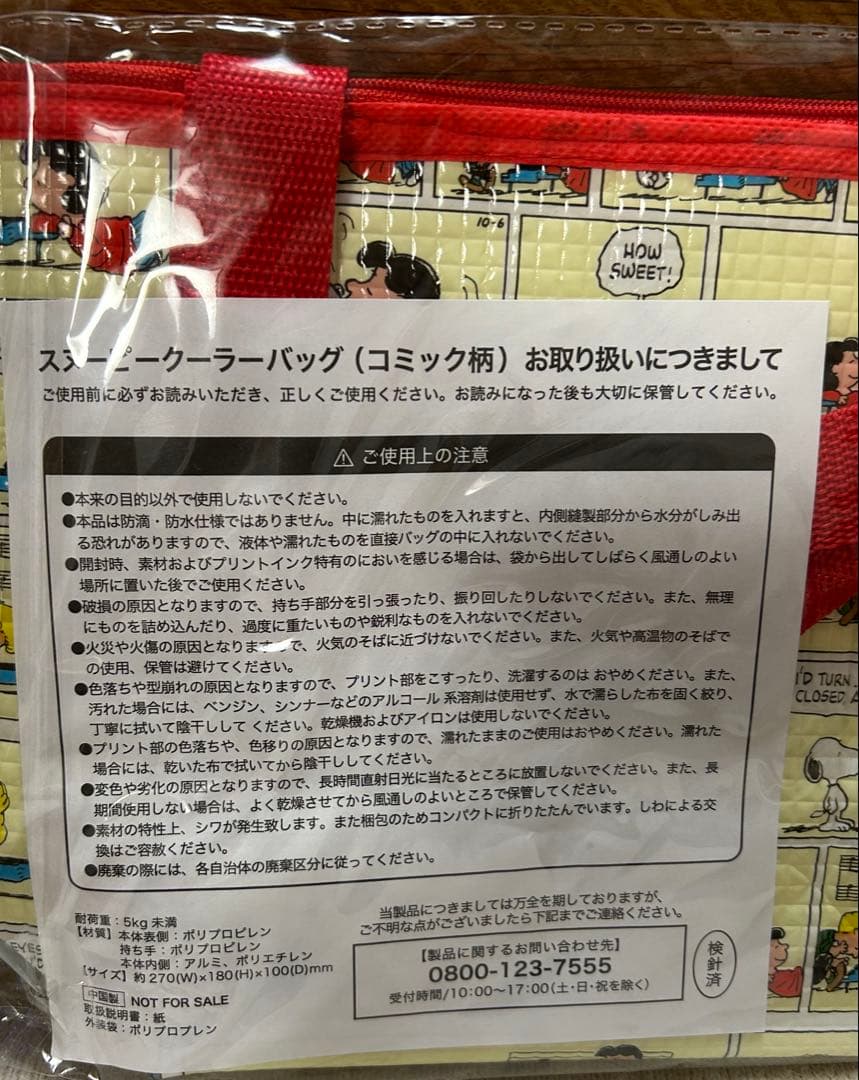 10-6
HOW
SWEET!
スヌーピークーラーバッグ（コミック柄）お取り扱いにつきまして
ご使用前に必ずお読みいただき、正しくご使用ください。お読みになった後も大切に保管してください。
⚠ ご使用上の注意
●本来の目的以外で使用しないでください。
●本品は防滴・防水仕様ではありません。中に濡れたものを入れますと、内側縫製部分から水分がしみ出
る恐れがありますので、液体や濡れたものを直接バッグの中に入れないでください。
●開封時、素材およびプリントインク特有のにおいを感じる場合は、袋から出してしばらく風通しのよい
場所に置いた後でご使用ください。
●破損の原因となりますので、持ち手部分を引っ張ったり、振り回したりしないでください。また、無理
にものを詰め込んだり、過度に重たいものや鋭利なものを入れないでください。
●火災や火傷の原因となりますので、火気のそばに近づけないでください。また、火気や高温物のそばで
の使用、保管は避けてください。
●色落ちや型崩れの原因となりますので、プリント部をこすったり、洗濯するのは おやめください。また、
汚れた場合には、ベンジン、シンナーなどのアルコール 系溶剤は使用せず、水で濡らした布を固く絞り、
丁寧に拭いて陰干しして ください。乾燥機およびアイロンは使用しないでください。
●プリント部の色落ちや、色移りの原因となりますので、濡れたままのご使用はおやめください。濡れた
場合には、乾いた布で拭いてから陰干ししてください。
●変色や劣化の原因となりますので、長時間直射日光に当たるところに放置しないでください。また、長
期間使用しない場合は、よく乾燥させてから風通しのよいところで保管してください。
●素材の特性上、シワが発生致します。また梱包のためコンパクトに折りたたんでいます。しわによる交
換はご容赦ください。
●廃棄の際には、各自治体の廃棄区分に従ってください。
耐荷重：5kg 未満
【材質】本体表側：ポリプロピレン
持ち手：ポリプロピレン
本体内側：アルミ、ポリエチレン
【サイズ】約270(W)×180(H)×100(D)mm
中国製 NOT FOR SALE
取扱説明書：紙
外装袋：ポリプロプレン
当製品につきましては万全を期しておりますが、
ご不明な点がございましたら下記までご連絡ください。
【製品に関するお問い合わせ先】
0800-123-7555
受付時間/10:00〜17:00（土・日・祝を除く）
検
針
済
I'D TURN
CLOSED A
EYES